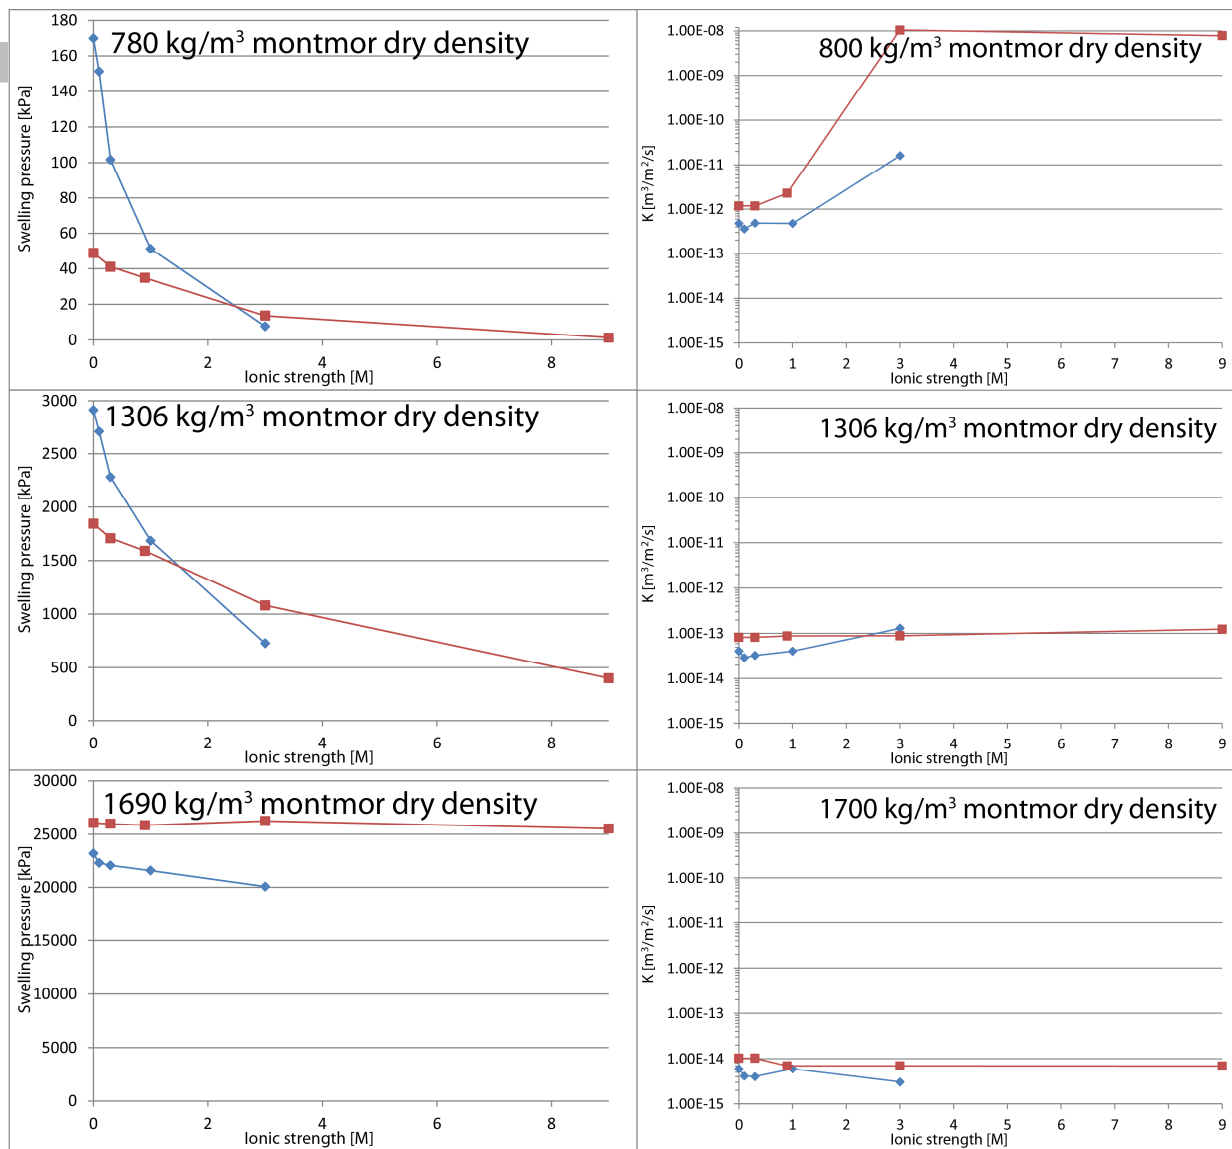 780 kg/m³ montmor dry density
Swelling pressure [kPa]
180
160
140
120
100
80
60
40
20
0
0 2 4 6 8
Ionic strength [M]
800 kg/m³ montmor dry density
K [m³/m²/s]
1.00E-08
1.00E-09
1.00E-10
1.00E-11
1.00E-12
1.00E-13
1.00E-14
1.00E-15
0 1 2 3 4 5 6 7 8 9
Ionic strength [M]
1306 kg/m³ montmor dry density
Swelling pressure [kPa]
3000
2500
2000
1500
1000
500
0
0 2 4 6 8
Ionic strength [M]
1306 kg/m³ montmor dry density
K [m³/m²/s]
1.00E-08
1.00E-09
1.00E 10
1.00E-11
1.00E-12
1.00E-13
1.00E-14
1.00E-15
0 1 2 3 4 5 6 7 8 9
Ionic strength [M]
1690 kg/m³ montmor dry density
Swelling pressure [kPa]
30000
25000
20000
15000
10000
5000
0
0 2 4 6 8
Ionic strength [M]
1700 kg/m³ montmor dry density
K [m³/m²/s]
1.00E-08
1.00E-09
1.00E-10
1.00E-11
1.00E-12
1.00E-13
1.00E-14
1.00E-15
0 1 2 3 4 5 6 7 8 9
Ionic strength [M]